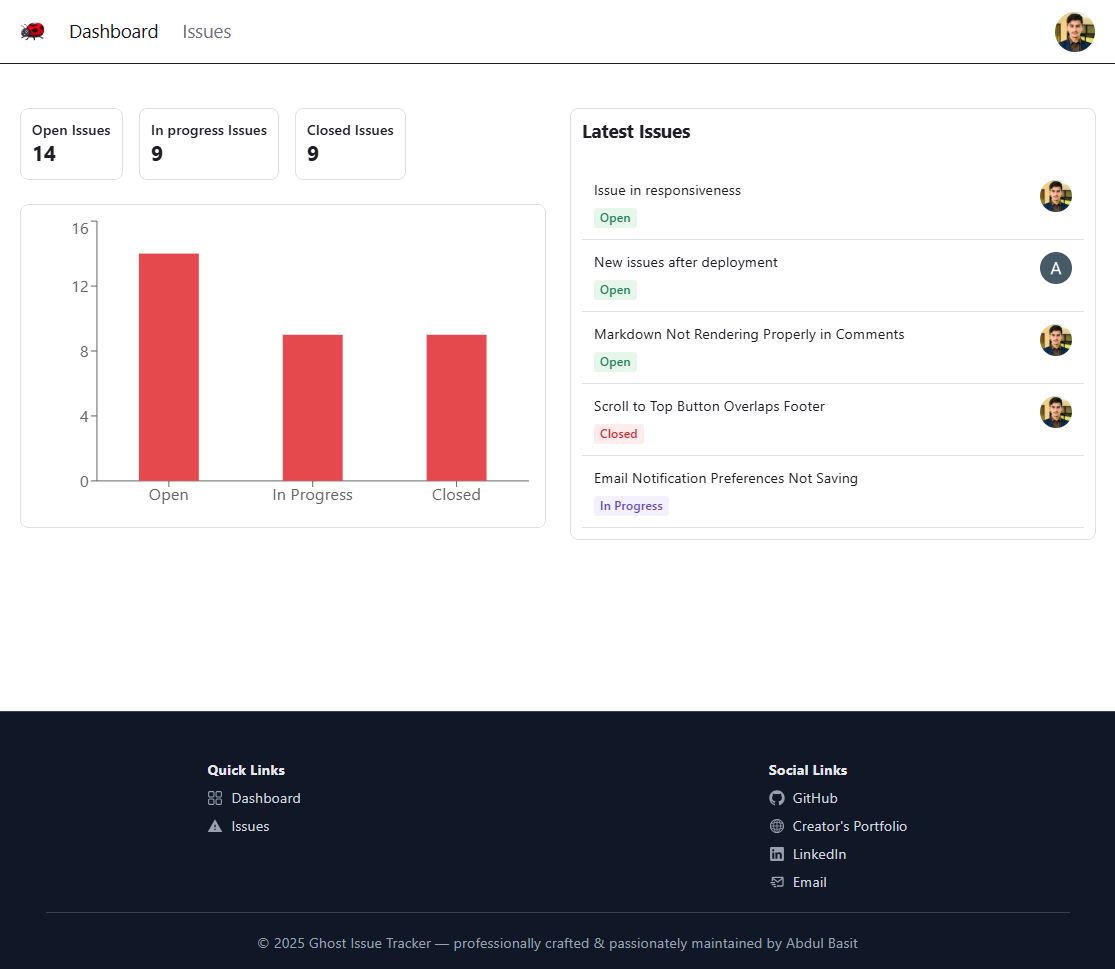 Dashboard Issues
Open Issues
14
In progress Issues
9
Closed Issues
9
16
12
8
4
0
Open In Progress Closed
Latest Issues
Issue in responsiveness
Open
New issues after deployment
A
Open
Markdown Not Rendering Properly in Comments
Open
Scroll to Top Button Overlaps Footer
Closed
Email Notification Preferences Not Saving
In Progress
Quick Links
Dashboard
Issues
Social Links
GitHub
Creator's Portfolio
LinkedIn
Email
© 2025 Ghost Issue Tracker — professionally crafted & passionately maintained by Abdul Basit